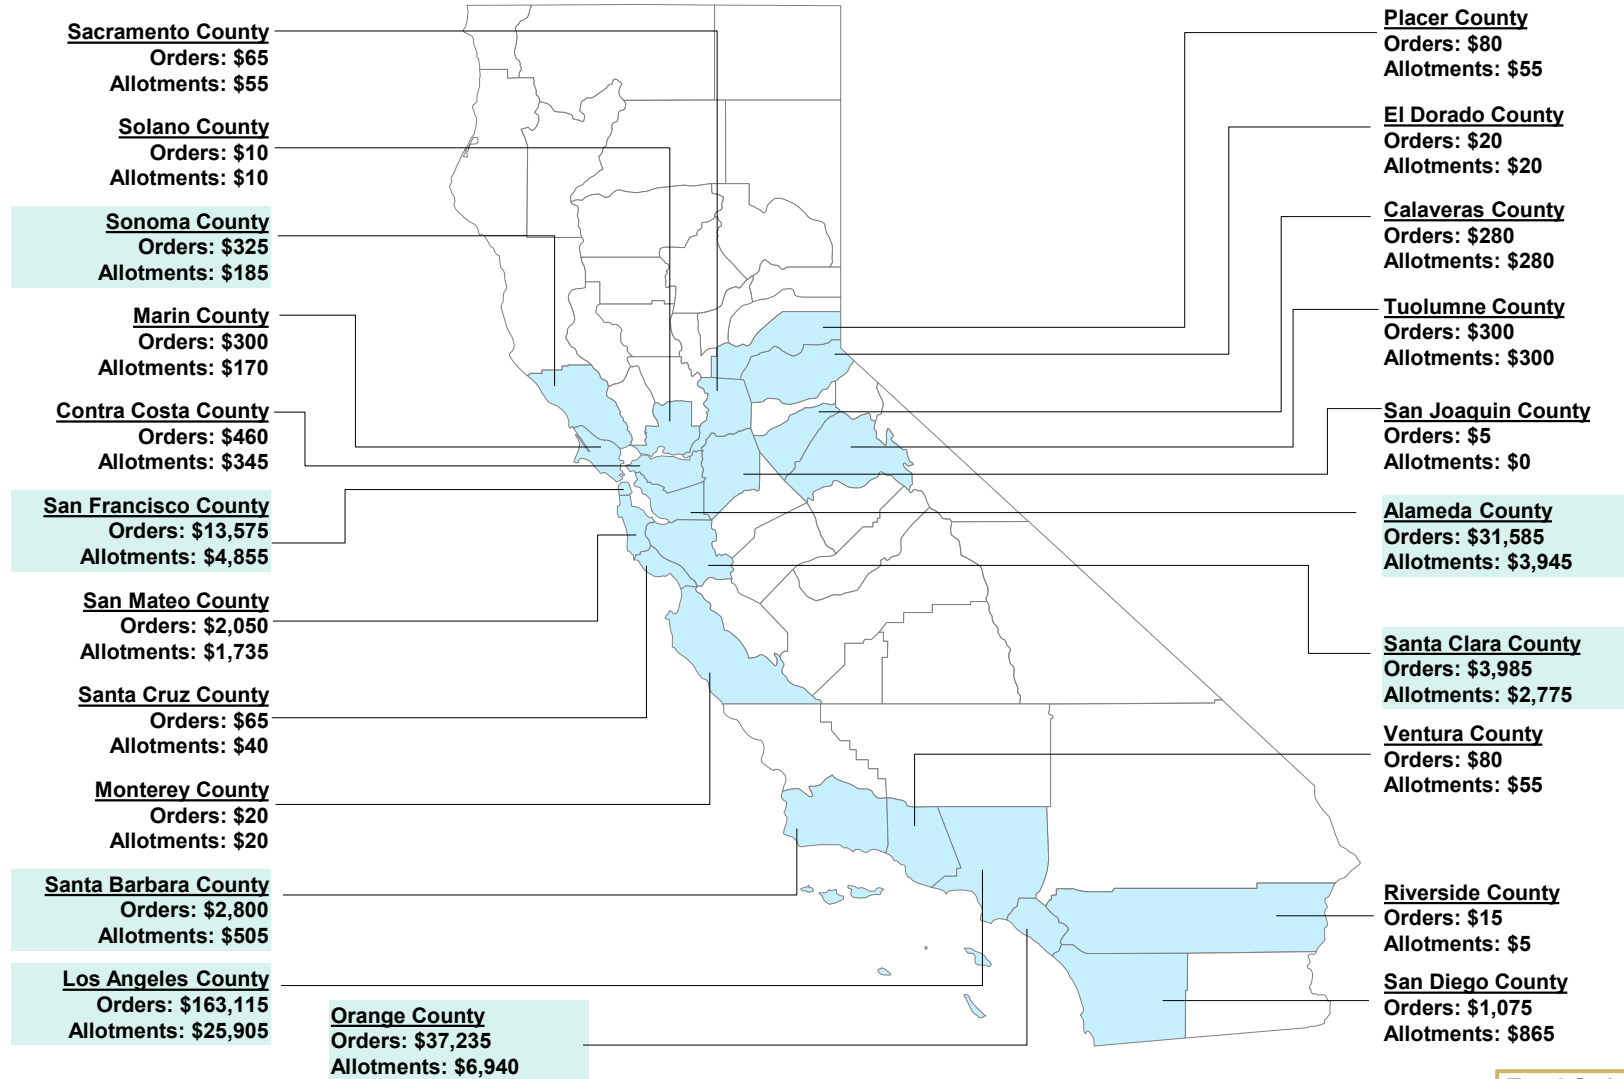 Sacramento County
Orders: $65
Allotments: $55
Solano County
Orders: $10
Allotments: $10
Sonoma County
Orders: $325
Allotments: $185
Marin County
Orders: $300
Allotments: $170
Contra Costa County
Orders: $460
Allotments: $345
San Francisco County
Orders: $13,575
Allotments: $4,855
San Mateo County
Orders: $2,050
Allotments: $1,735
Santa Cruz County
Orders: $65
Allotments: $40
Monterey County
Orders: $20
Allotments: $20
Santa Barbara County
Orders: $2,800
Allotments: $505
Los Angeles County
Orders: $163,115
Allotments: $25,905
Orange County
Orders: $37,235
Allotments: $6,940
Placer County
Orders: $80
Allotments: $55
El Dorado County
Orders: $20
Allotments: $20
Calaveras County
Orders: $280
Allotments: $280
Tuolumne County
Orders: $300
Allotments: $300
San Joaquin County
Orders: $5
Allotments: $0
Alameda County
Orders: $31,585
Allotments: $3,945
Santa Clara County
Orders: $3,985
Allotments: $2,775
Ventura County
Orders: $80
Allotments: $55
Riverside County
Orders: $15
Allotments: $5
San Diego County
Orders: $1,075
Allotments: $865